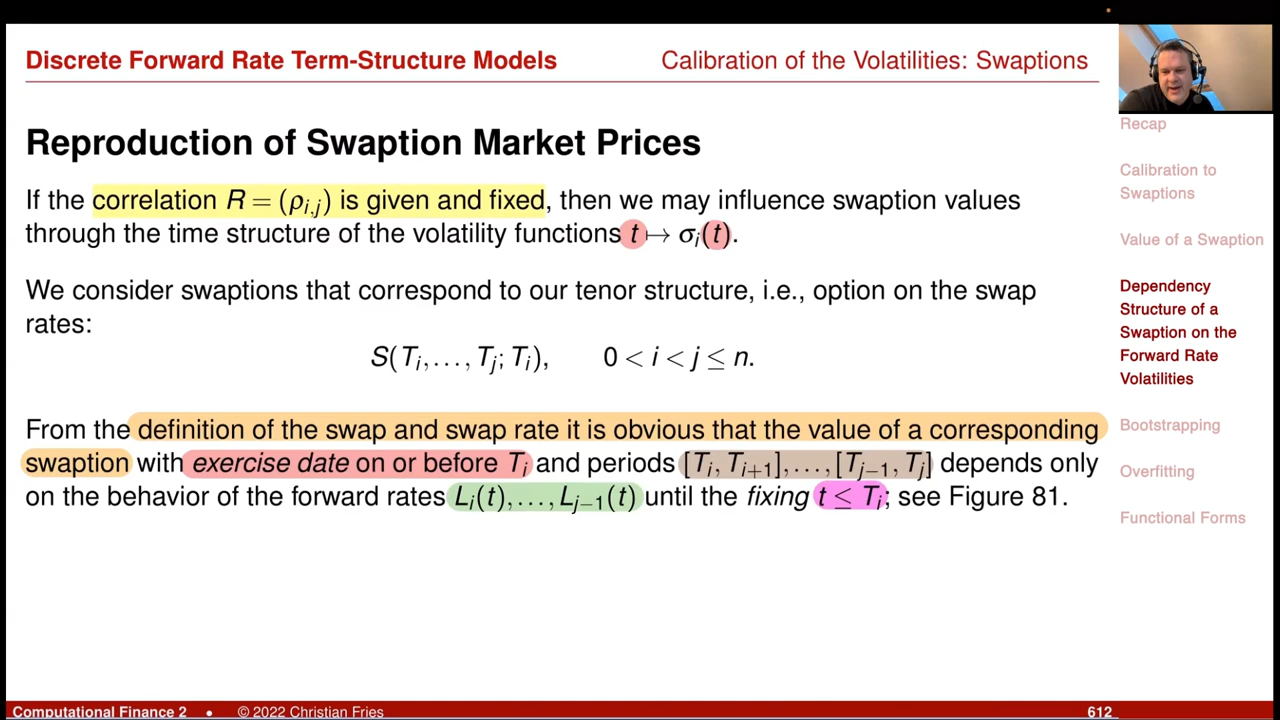 Discrete Forward Rate Term-Structure Models
Calibration of the Volatilities: Swaptions
Reproduction of Swaption Market Prices
If the correlation R = (ρi,j) is given and fixed, then we may influence swaption values
through the time structure of the volatility functions t ↦ σi(t).
We consider swaptions that correspond to our tenor structure, i.e., option on the swap
rates:
S(Ti,…,Tj;Ti), 0 < i < j ≤ n.
From the definition of the swap and swap rate it is obvious that the value of a corresponding
swaption with exercise date on or before Ti and periods [Ti,Ti+1],…,[Tj−1,Tj] depends only
on the behavior of the forward rates Li(t),…,Lj−1(t) until the fixing t ≤ Ti; see Figure 81.
Recap
Calibration to
Swaptions
Value of a Swaption
Dependency
Structure of a
Swaption on the
Forward Rate
Volatilities
Bootstrapping
Overfitting
Functional Forms
Computational Finance 2 • © 2022 Christian Fries
612